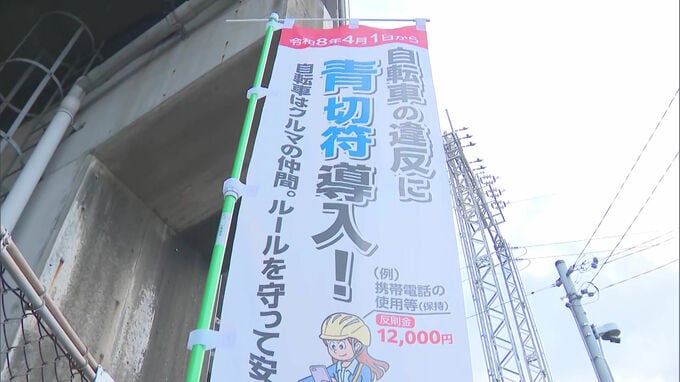 令和8年4月1日から
自転車の違反に
青切符導入！
自転車はクルマの仲間。ルールを守って安
（例）
携帯電話の
使用等（保持）
反則金
12,000円